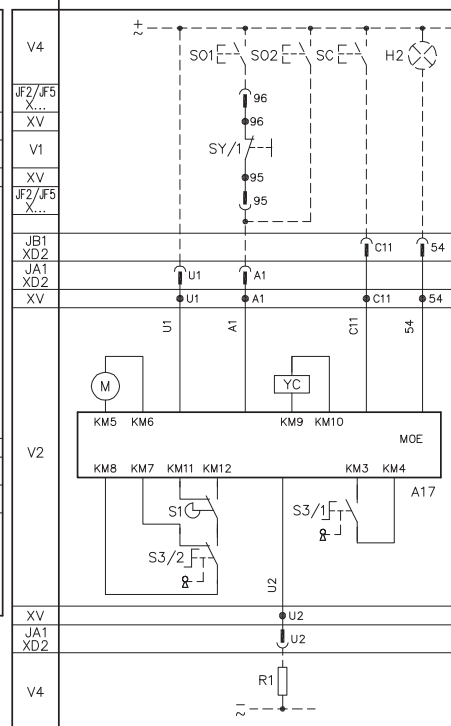 V4
+
~
SO1
SO2
SC
H2
JF2/JF5
X...
96
XV
96
V1
SY/1
XV
95
JF2/JF5
X...
95
JB1
XD2
C11
54
JA1
XD2
U1
A1
XV
U1
A1
C11
54
U1
A1
C11
54
V2
M
YC
KM5
KM6
KM9
KM10
MOE
KM8
KM7
KM11
KM12
KM3
KM4
A17
S1
S3/1
S3/2
U2
XV
U2
JA1
XD2
U2
V4
R1
–
~